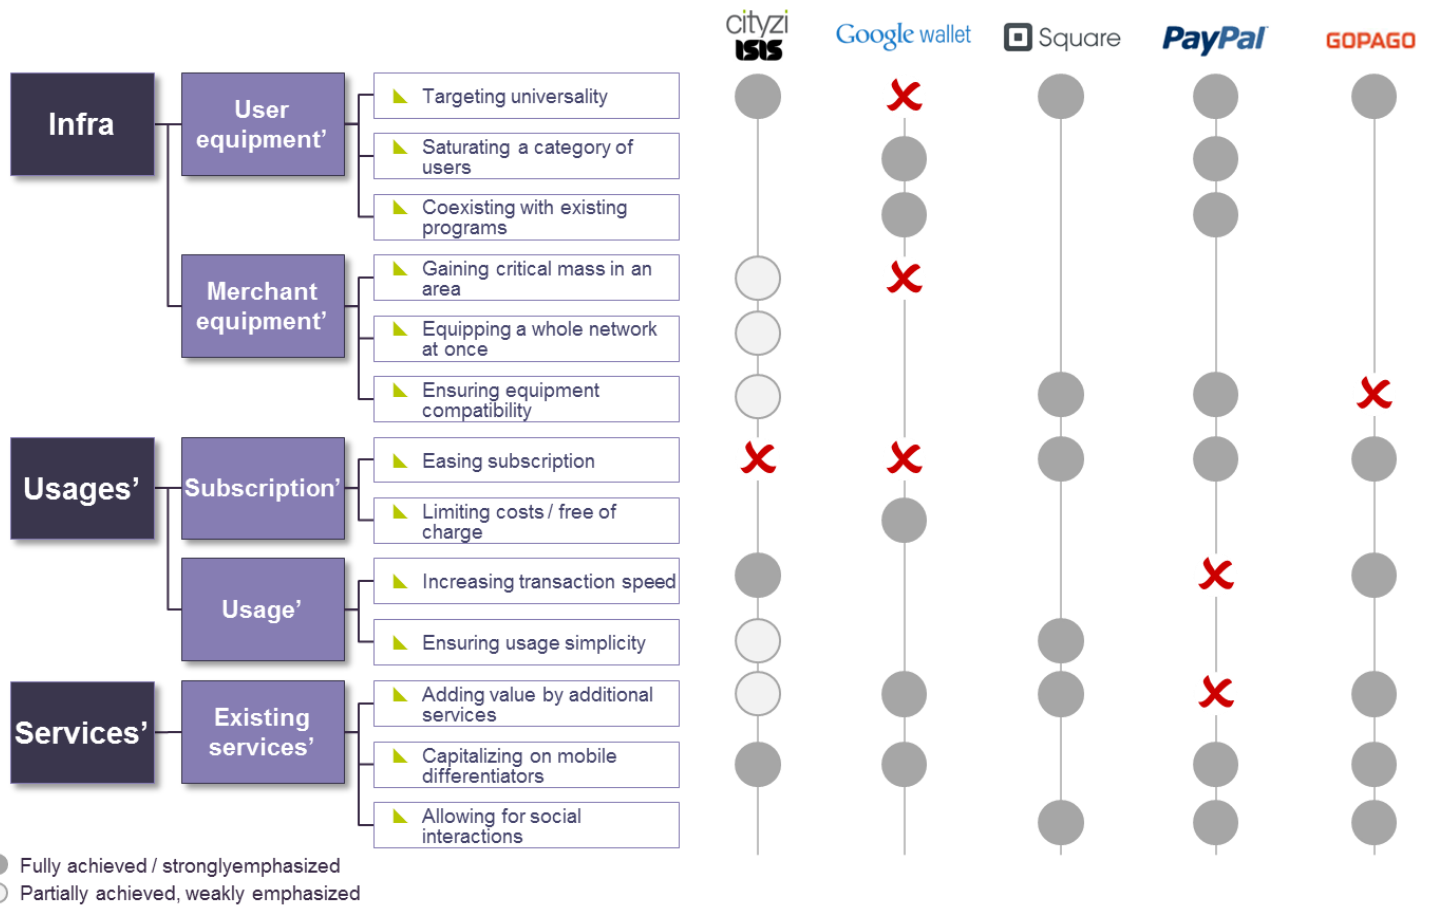 cityzi
ISIS
Google wallet
Square
PayPal
GOPAGO
Infra
User
equipment’
Targeting universality
Saturating a category of
users
Coexisting with existing
programs
Merchant
equipment’
Gaining critical mass in an
area
Equipping a whole network
at once
Ensuring equipment
compatibility
Usages’
Subscription’
Easing subscription
Limiting costs / free of
charge
Usage’
Increasing transaction speed
Ensuring usage simplicity
Services’
Existing
services’
Adding value by additional
services
Capitalizing on mobile
differentiators
Allowing for social
interactions
Fully achieved / stronglyemphasized
Partially achieved, weakly emphasized